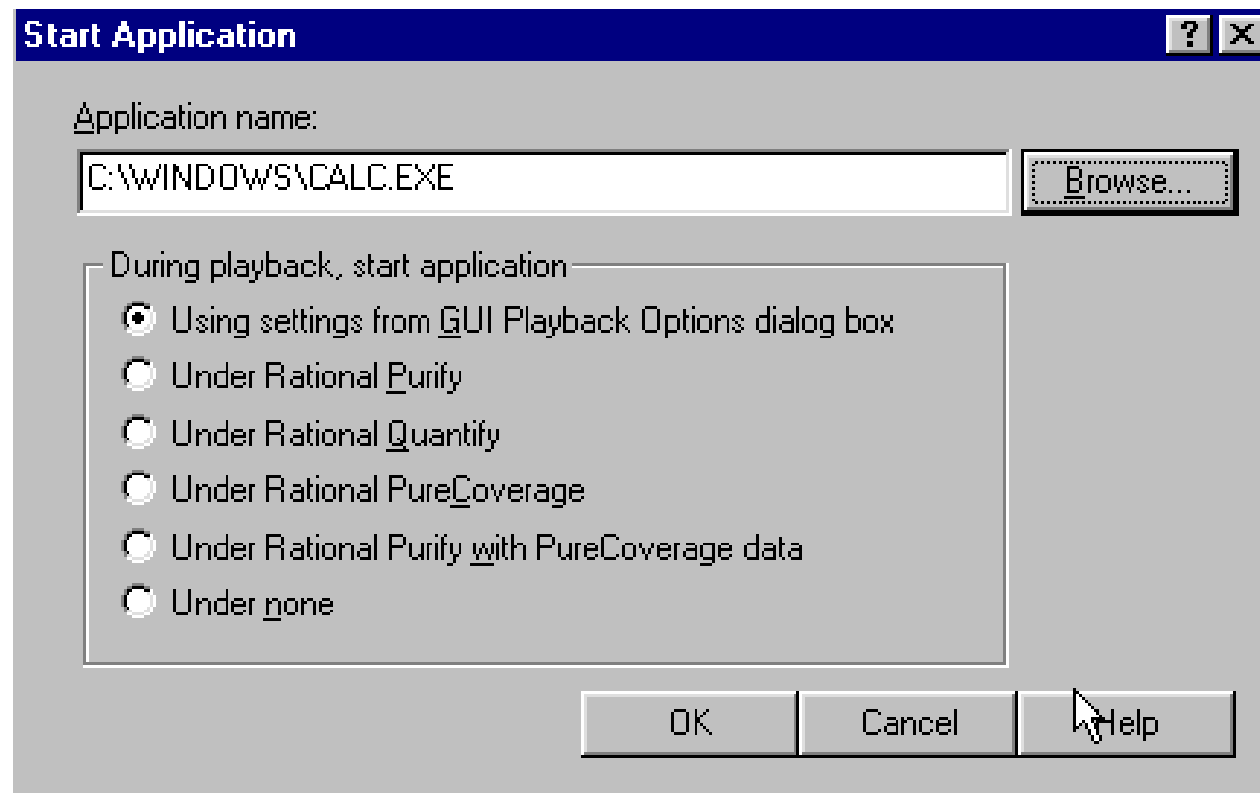 Start Application
Application name:
C:\WINDOWS\CALC.EXE
Browse...
During playback, start application
Using settings from GUI Playback Options dialog box
Under Rational Purify
Under Rational Quantify
Under Rational PureCoverage
Under Rational Purify with PureCoverage data
Under none
OK Cancel Help